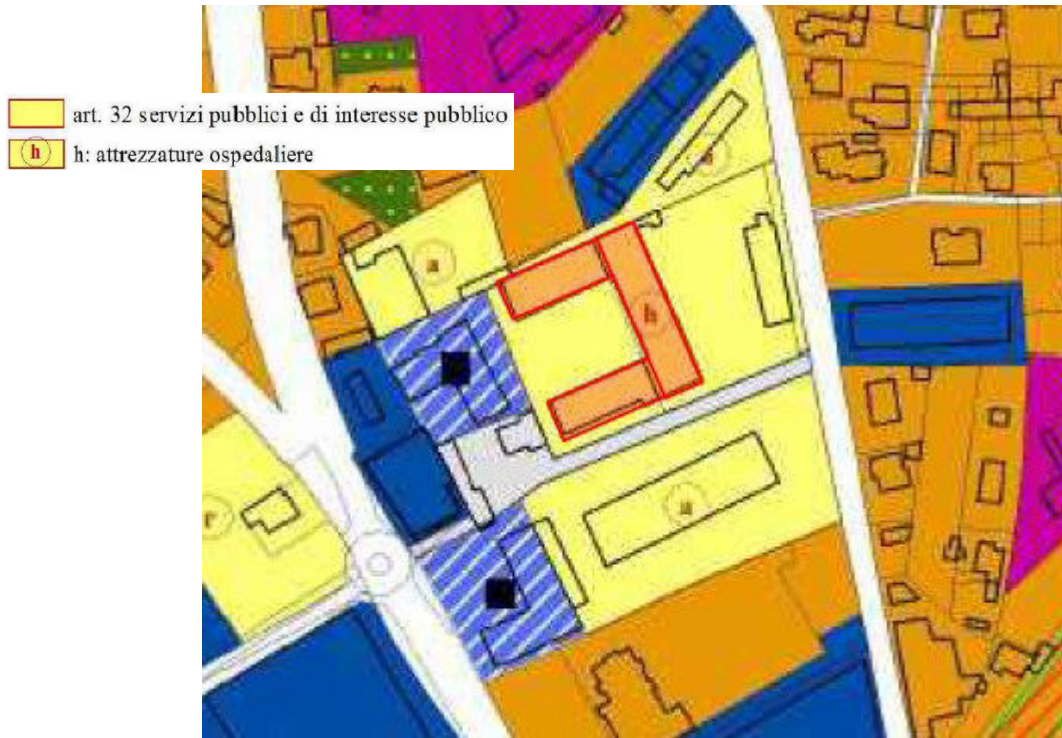 art. 32 servizi pubblici e di interesse pubblico
h h: attrezzature ospedaliere
a
h
a
r